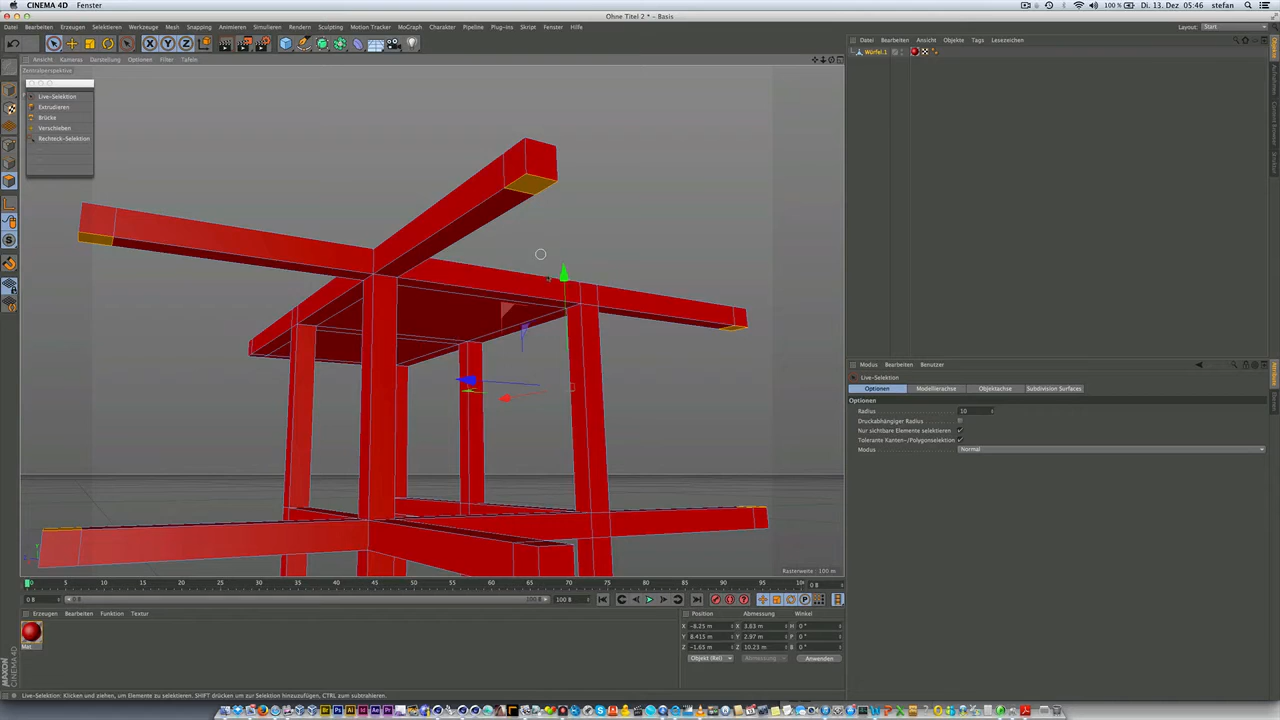 CINEMA 4D Fenster 100 % Di. 13. Dez 05:46 stefan
Ohne Titel 2 * – Basis
Datei Bearbeiten Erzeugen Selektieren Werkzeuge Mesh Snapping Animieren Simulieren Rendern Sculpting Motion Tracker MoGraph Charakter Pipeline Plug-ins Skript Fenster Hilfe Layout: Start
Ansicht Kameras Darstellung Optionen Filter Tafeln
Datei Bearbeiten Ansicht Objekte Tags Lesezeichen
Würfel.1
Zentralperspektive
Live-Selektion
Extrudieren
Brücke
Verschieben
Rechteck-Selektion
Modus Bearbeiten Benutzer
Live-Selektion
Optionen Modellierachse Objektachse Subdivision Surfaces
Optionen
Radius 10
Druckabhängiger Radius
Nur sichtbare Elemente selektieren
Tolerante Kanten-/Polygonselektion
Modus Normal
Rasterweite : 100 m
0 5 10 15 20 25 30 35 40 45 50 55 60 65 70 75 80 85 90 95 100 0 B
0 B 0 B 100 B 100 B
Erzeugen Bearbeiten Funktion Textur
Mat
Position Abmessung Winkel
X -8.25 m X 3.83 m H 0 °
Y 8.415 m Y 2.97 m P 0 °
Z -1.65 m Z 10.23 m B 0 °
Objekt (Rel) Abmessung Anwenden
MAXON
CINEMA 4D
Live-Selektion: Klicken und ziehen, um Elemente zu selektieren. SHIFT drücken um zur Selektion hinzuzufügen, CTRL zum subtrahieren.